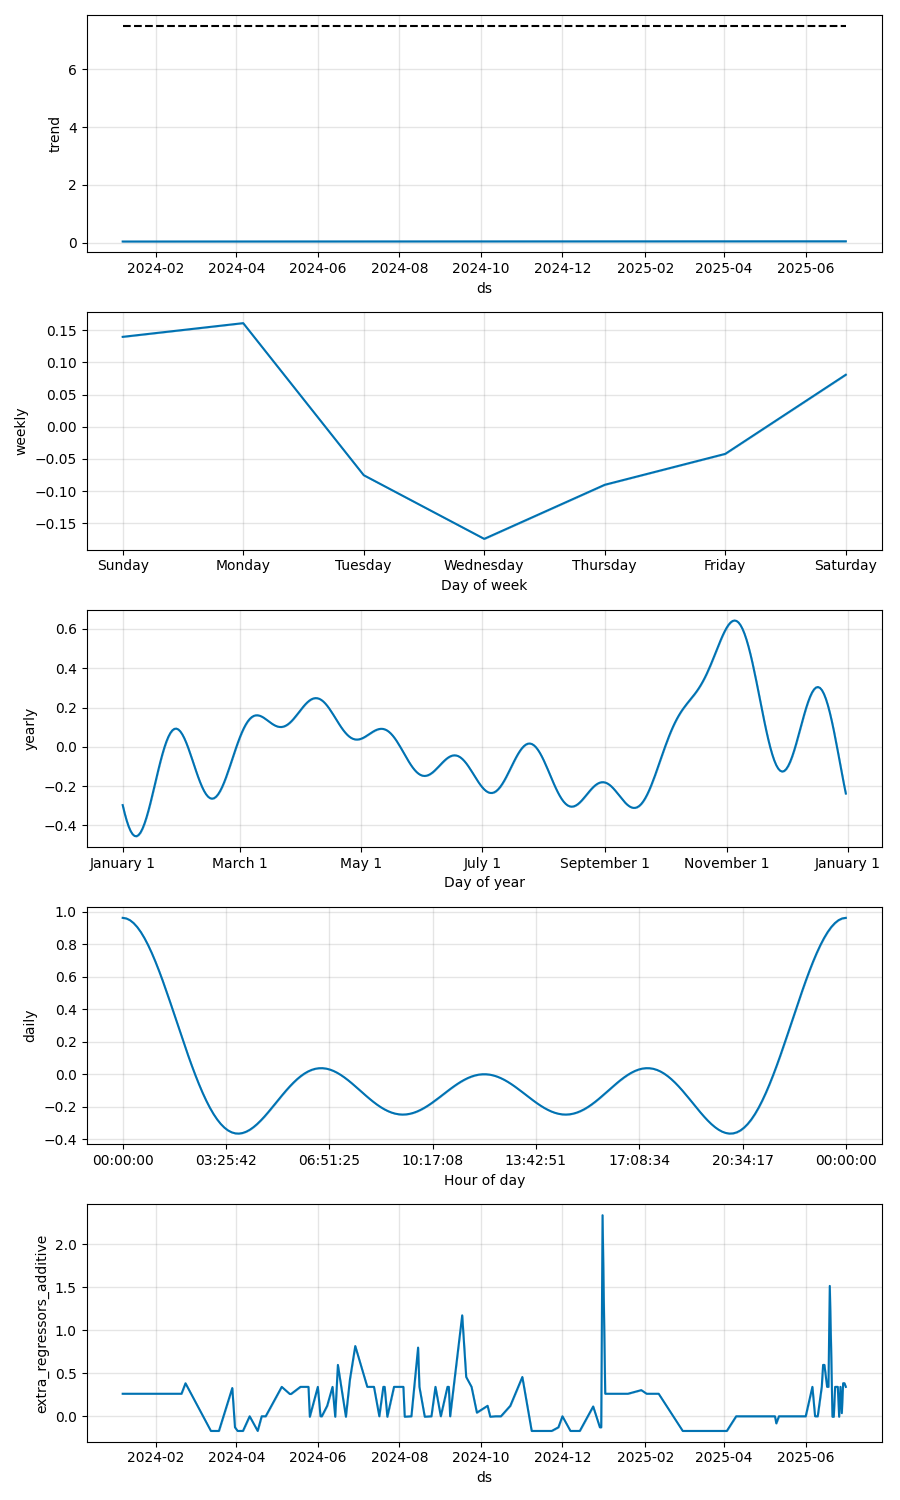 6
4
2
0
trend
2024-02 2024-04 2024-06 2024-08 2024-10 2024-12 2025-02 2025-04 2025-06
ds
0.15
0.10
0.05
0.00
−0.05
−0.10
−0.15
weekly
Sunday Monday Tuesday Wednesday Thursday Friday Saturday
Day of week
0.6
0.4
0.2
0.0
−0.2
−0.4
yearly
January 1 March 1 May 1 July 1 September 1 November 1 January 1
Day of year
1.0
0.8
0.6
0.4
0.2
0.0
−0.2
−0.4
daily
00:00:00 03:25:42 06:51:25 10:17:08 13:42:51 17:08:34 20:34:17 00:00:00
Hour of day
2.0
1.5
1.0
0.5
0.0
extra_regressors_additive
2024-02 2024-04 2024-06 2024-08 2024-10 2024-12 2025-02 2025-04 2025-06
ds